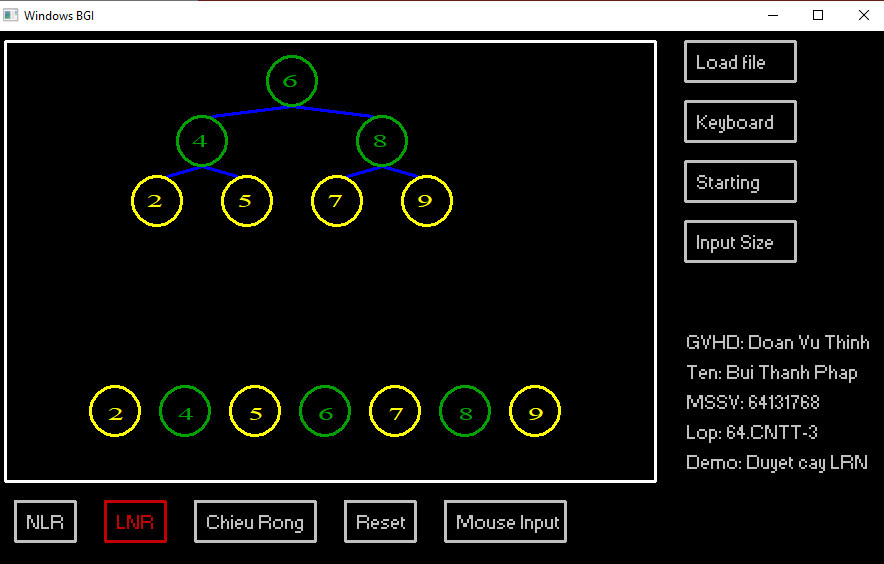 Windows BGI
6
4 8
2 5 7 9
2 4 5 6 7 8 9
Load file
Keyboard
Starting
Input Size
GVHD: Doan Vu Thinh
Ten: Bui Thanh Phap
MSSV: 64131768
Lop: 64.CNTT-3
Demo: Duyet cay LRN
NLR LNR Chieu Rong Reset Mouse Input